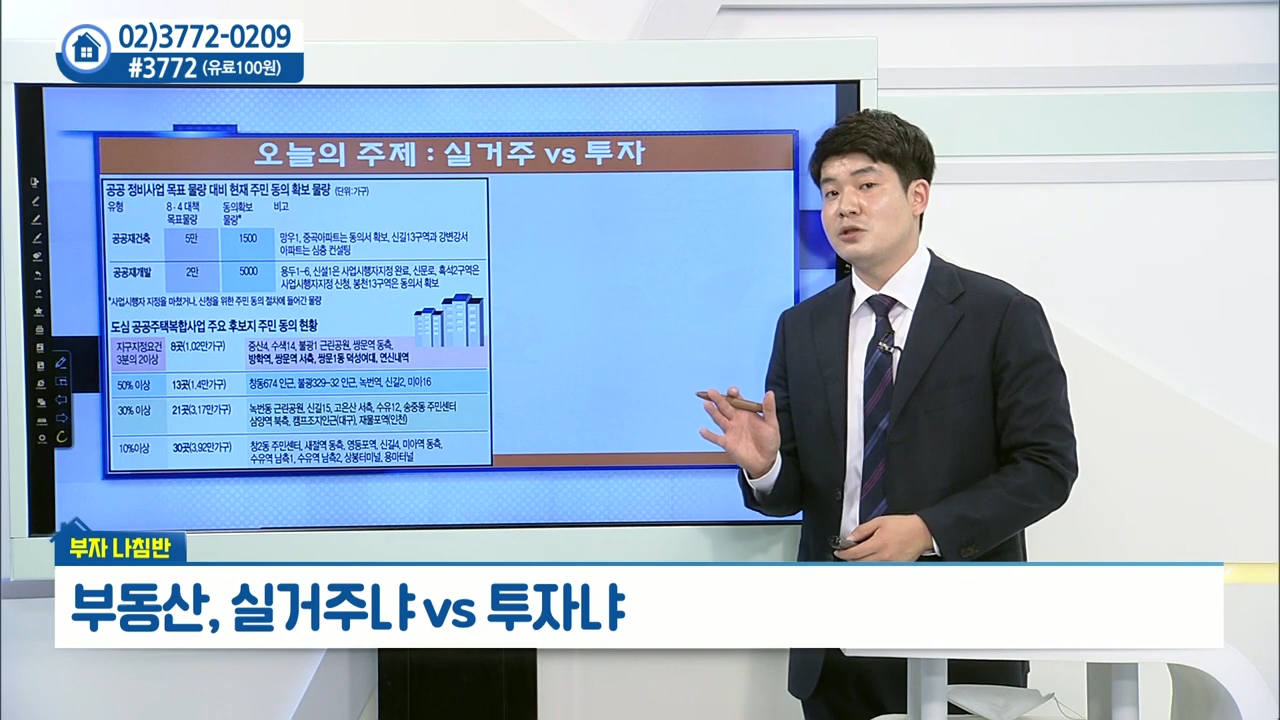 02)3772-0209
#3772 (유료100원)
오늘의 주제 : 실거주 vs 투자
공공 정비사업 목표 물량 대비 현재 주민 동의 확보 물량 (단위:가구)
유형 8·4 대책 목표물량 동의확보 물량* 비고
공공재건축 5만 1500 망우1, 중곡아파트는 동의서 확보, 신길13구역과 강변강서
아파트는 심층 컨설팅
공공재개발 2만 5000 용두1-6, 신설1은 사업시행자지정 완료, 신문로, 흑석2구역은
사업시행자지정 신청, 봉천13구역은 동의서 확보
*사업시행자 지정을 마쳤거나, 신청을 위한 주민 동의 절차에 들어간 물량
도심 공공주택복합사업 주요 후보지 주민 동의 현황
지구지정요건 3분의 2이상 8곳(1.02만가구) 증산4, 수색14, 불광1 근린공원, 쌍문역 동측,
방학역, 쌍문역 서측, 쌍문1동 덕성여대, 연신내역
50% 이상 13곳(1.4만가구) 창동674 인근, 불광329-32 인근, 녹번역, 신길2, 미아16
30% 이상 21곳(3.17만가구) 녹번동 근린공원, 신길15, 고은산 서측, 수유12, 송중동 주민센터
삼양역 북측, 캠프조지인근(대구), 재물포역(인천)
10%이상 30곳(3.92만가구) 창2동 주민센터, 새절역 동측, 영등포역, 신길4, 미아역 동측,
수유역 남측1, 수유역 남측2, 상봉터미널, 용마터널
부자 나침반
부동산, 실거주냐 vs 투자냐